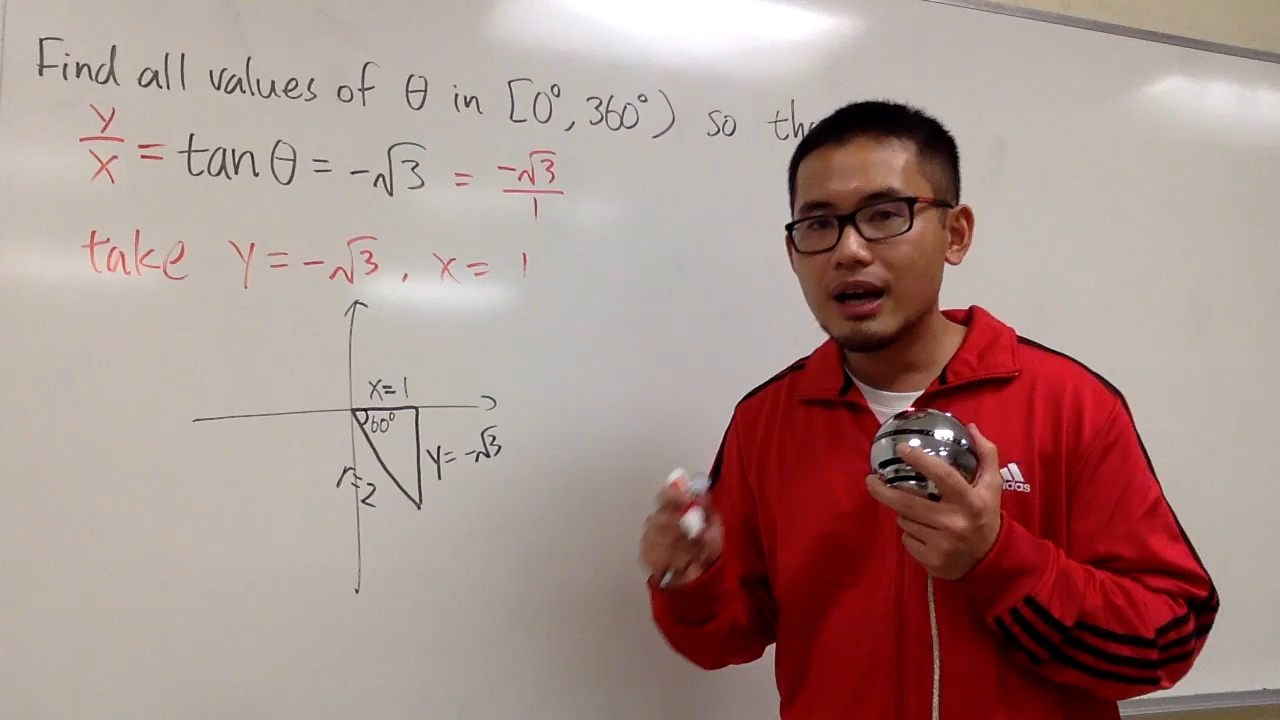 Find all values of θ in [0°, 360°) so
y/x = tan θ = -√3 = -√3/1
take y = -√3, x = 1
x = 1
60°
y = -√3
r = 2
adidas